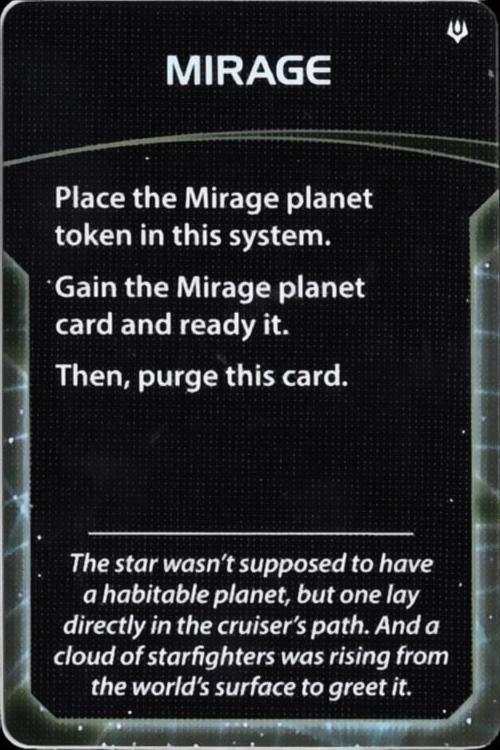 MIRAGE
Place the Mirage planet
token in this system.
Gain the Mirage planet
card and ready it.
Then, purge this card.
The star wasn't supposed to have
a habitable planet, but one lay
directly in the cruiser's path. And a
cloud of starfighters was rising from
the world's surface to greet it.